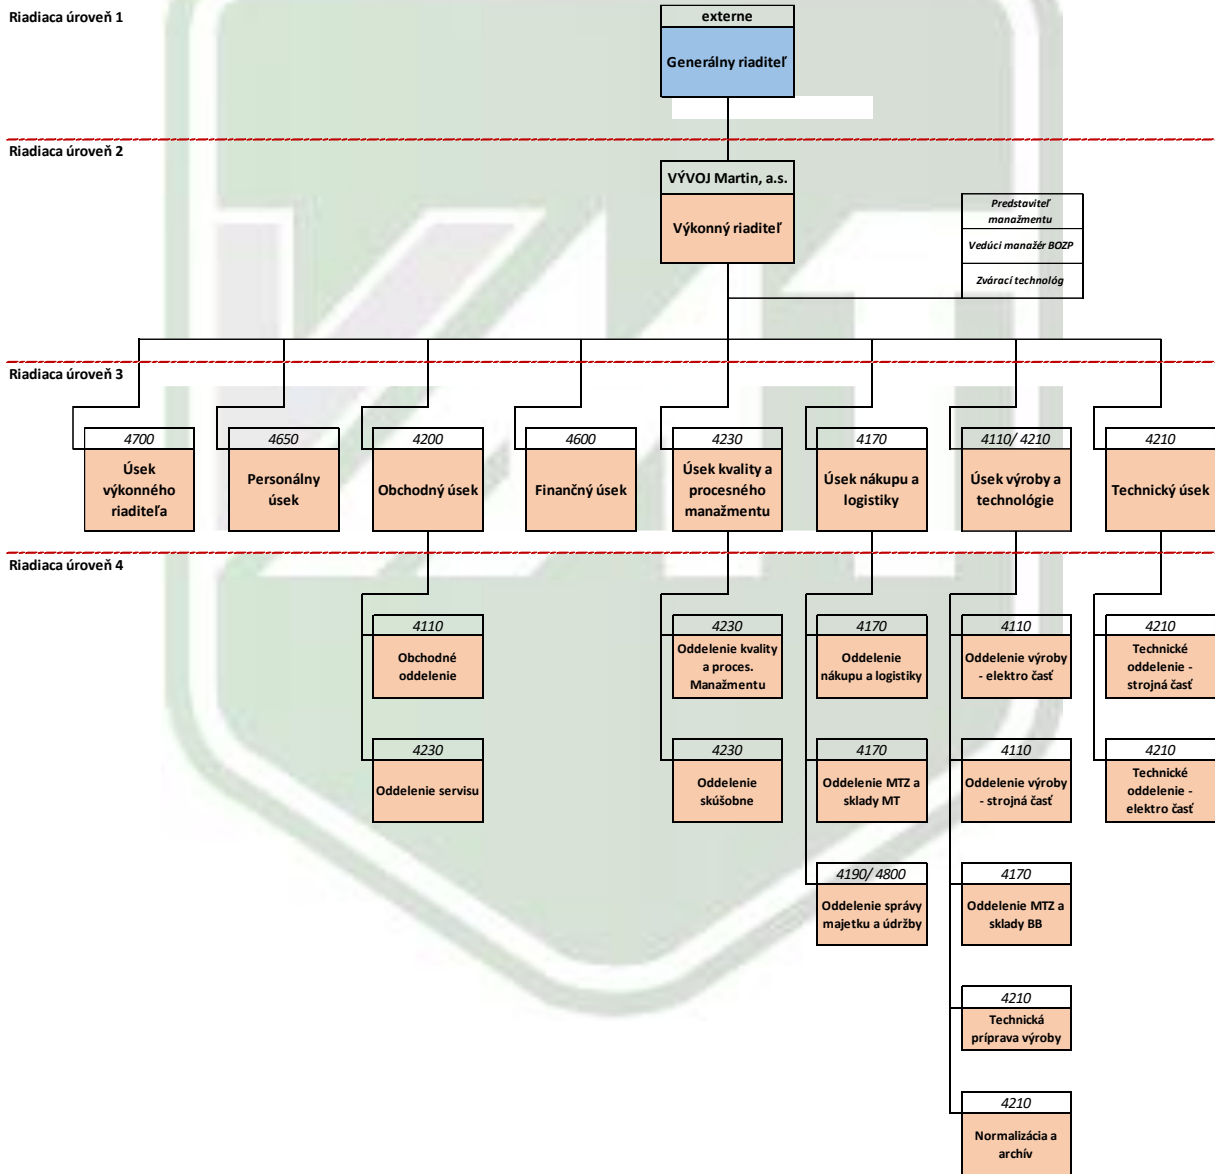 Riadiaca úroveň 1
externe
Generálny riaditeľ
Riadiaca úroveň 2
VÝVOJ Martin, a.s.
Výkonný riaditeľ
Predstaviteľ
manažmentu
Vedúci manažér BOZP
Zvárací technológ
Riadiaca úroveň 3
4700
Úsek
výkonného
riaditeľa
4650
Personálny
úsek
4200
Obchodný úsek
4600
Finančný úsek
4230
Úsek kvality a
procesného
manažmentu
4170
Úsek nákupu a
logistiky
4110/ 4210
Úsek výroby a
technológie
4210
Technický úsek
Riadiaca úroveň 4
4110
Obchodné
oddelenie
4230
Oddelenie kvality
a proces.
Manažmentu
4170
Oddelenie
nákupu a logistiky
4110
Oddelenie výroby
- elektro časť
4210
Technické
oddelenie -
strojná časť
4230
Oddelenie servisu
4230
Oddelenie
skúšobne
4170
Oddelenie MTZ a
sklady MT
4110
Oddelenie výroby
- strojná časť
4210
Technické
oddelenie -
elektro časť
4190/ 4800
Oddelenie správy
majetku a údržby
4170
Oddelenie MTZ a
sklady BB
4210
Technická
príprava výroby
4210
Normalizácia a
archív
VMT